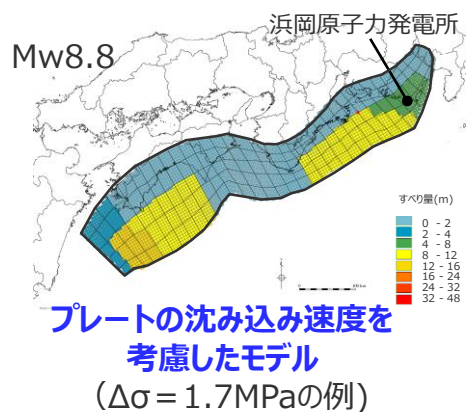 浜岡原子力発電所
Mw8.8
すべり量(m)
0 - 2
2 - 4
4 - 8
8 - 12
12 - 16
16 - 24
24 - 32
32 - 48
プレートの沈み込み速度を
考慮したモデル
（Δσ＝1.7MPaの例)